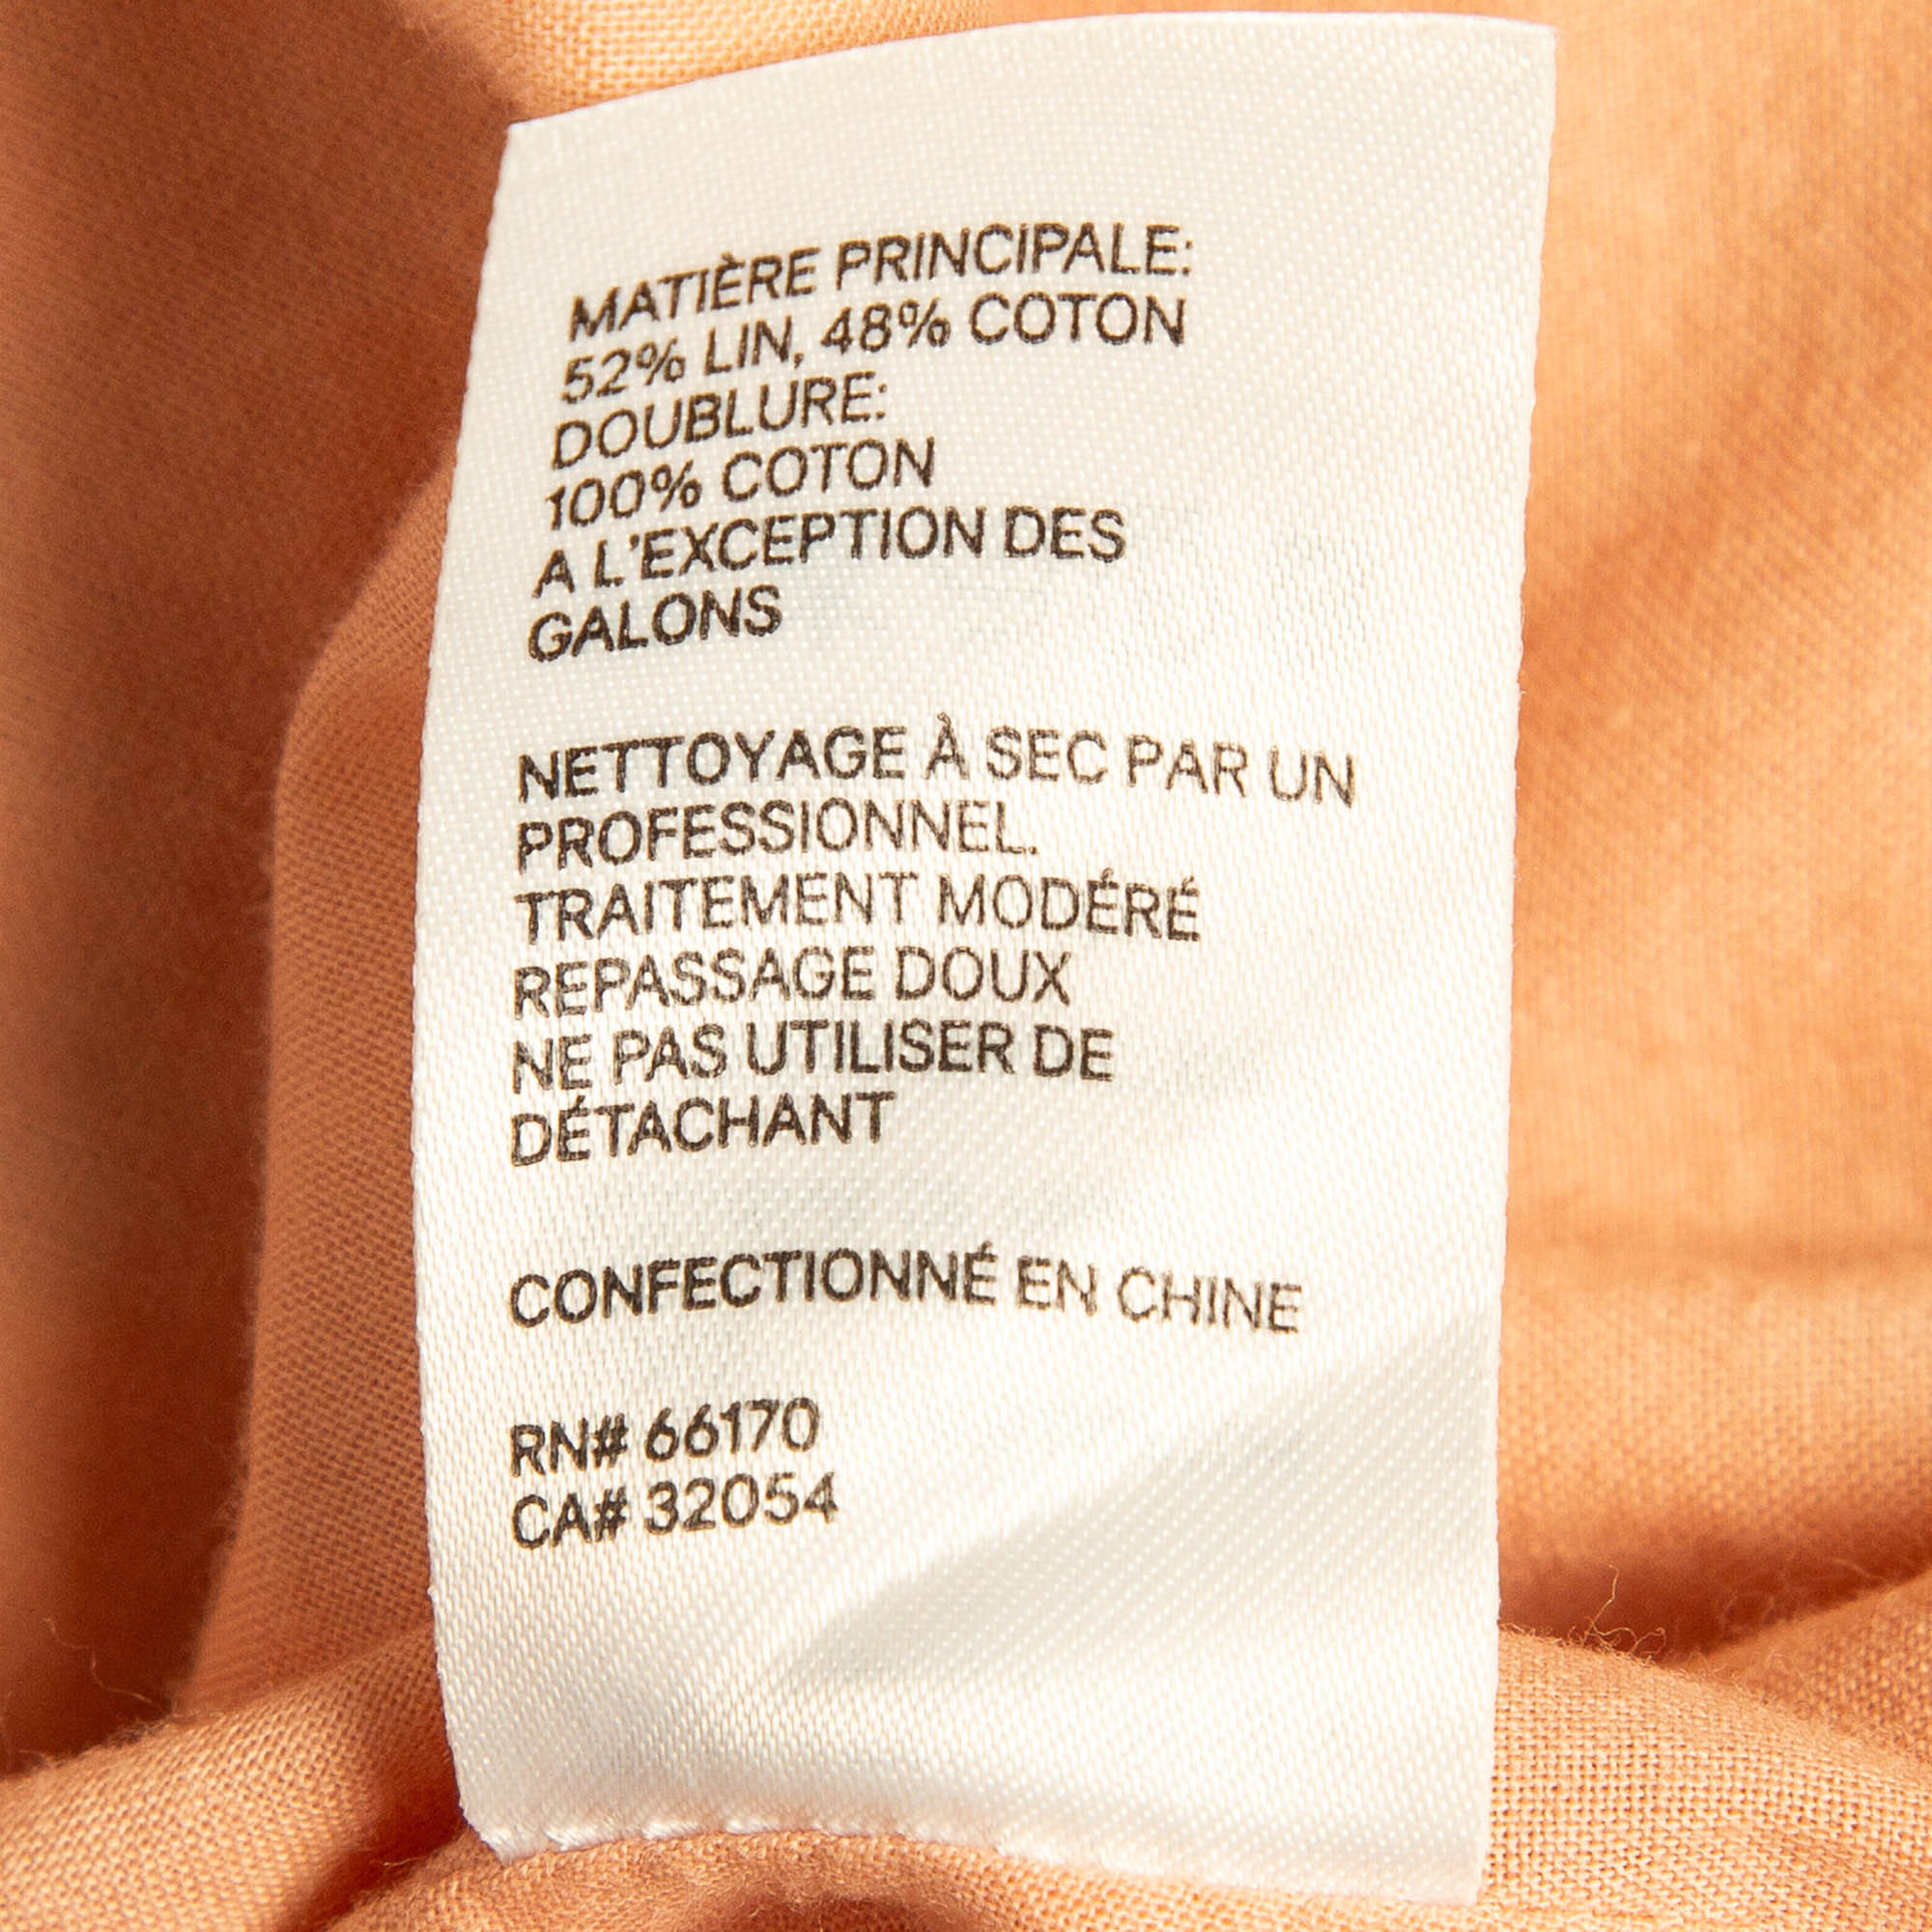 MATIÈRE PRINCIPALE:
52% LIN, 48% COTON
DOUBLURE:
100% COTON
A L'EXCEPTION DES
GALONS
NETTOYAGE À SEC PAR UN
PROFESSIONNEL.
TRAITEMENT MODÉRÉ
REPASSAGE DOUX
NE PAS UTILISER DE
DÉTACHANT
CONFECTIONNÉ EN CHINE
RN# 66170
CA# 32054